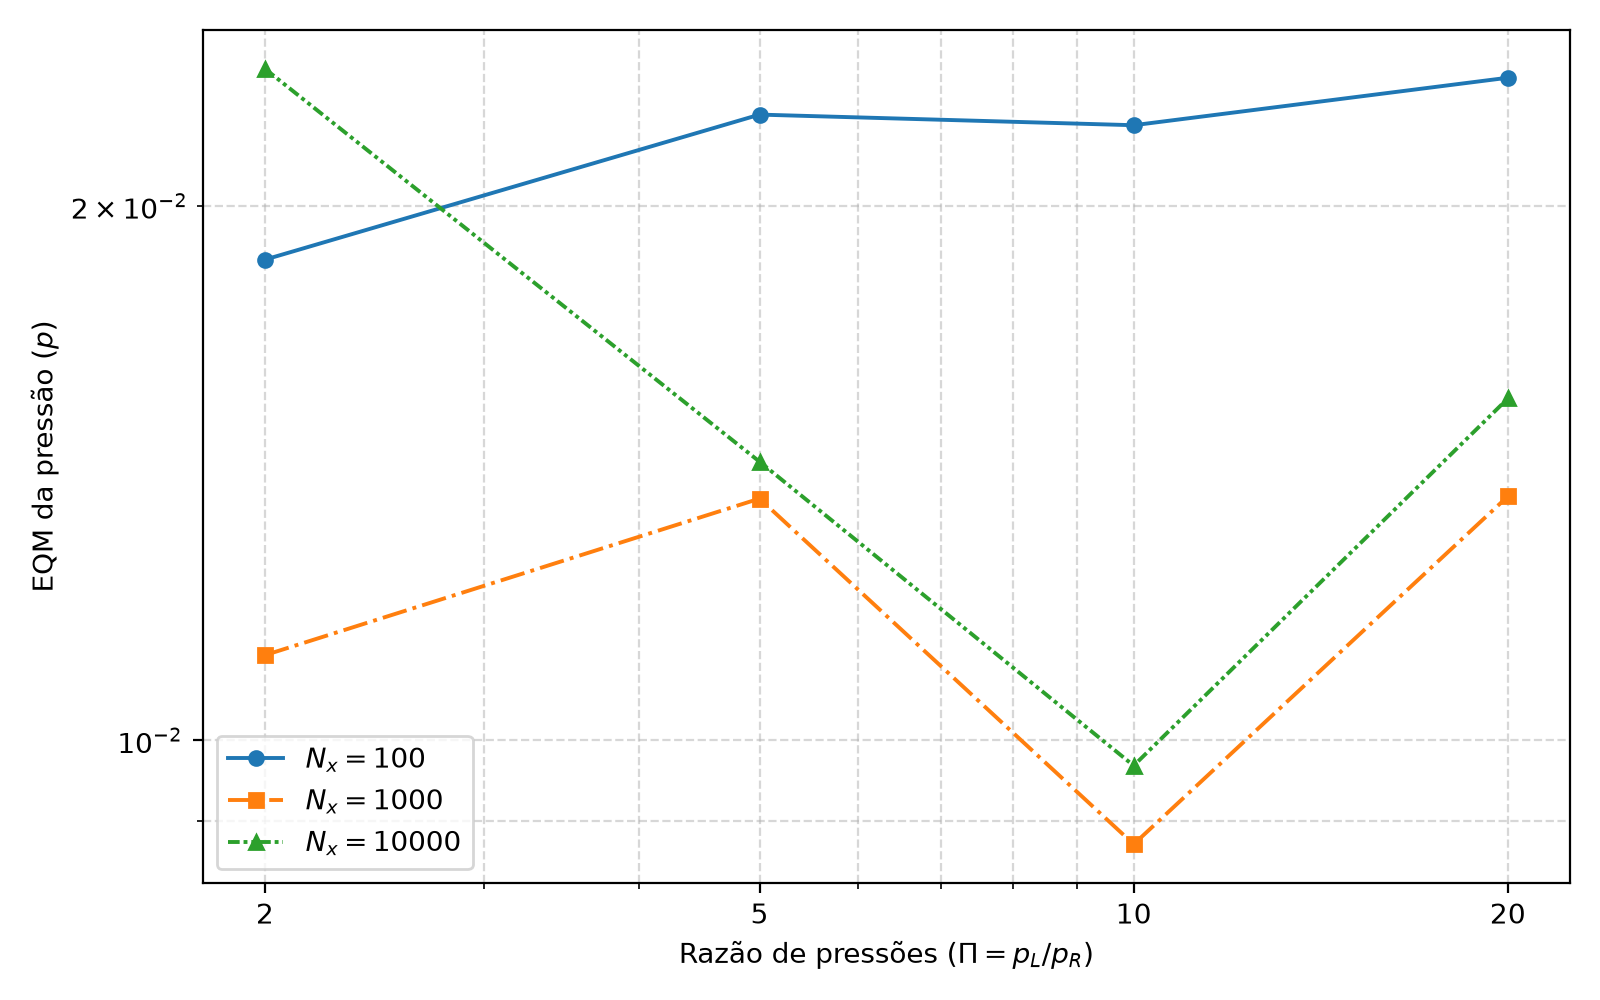 EQM da pressão (p)
2 × 10⁻²
10⁻²
N_x = 100
N_x = 1000
N_x = 10000
2 5 10 20
Razão de pressões (Π = p_L/p_R)